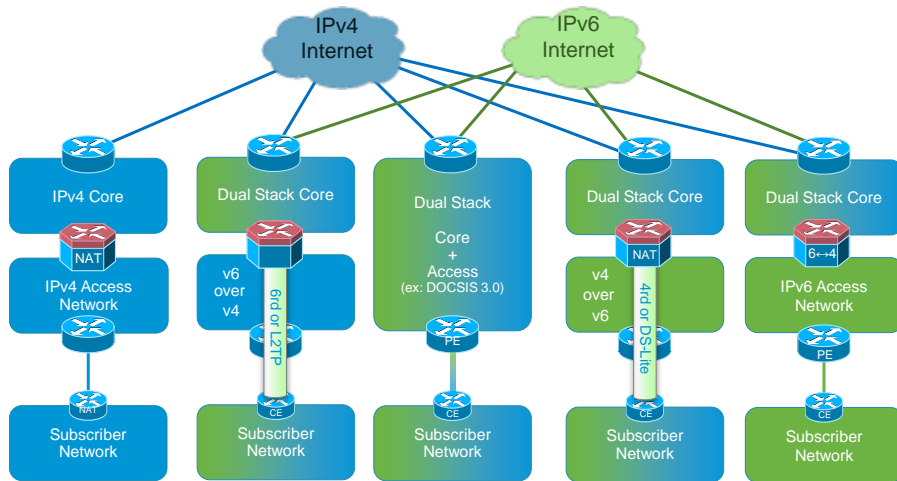 IPv4
Internet
IPv6
Internet
IPv4 Core
NAT
IPv4 Access
Network
NAT
Subscriber
Network
Dual Stack Core
v6
over
v4
6rd or L2TP
CE
Subscriber
Network
Dual Stack
Core
+
Access
(ex: DOCSIS 3.0)
PE
CE
Subscriber
Network
Dual Stack Core
NAT
v4
over
v6
4rd or DS-Lite
CE
Subscriber
Network
Dual Stack Core
6↔4
IPv6 Access
Network
PE
CE
Subscriber
Network